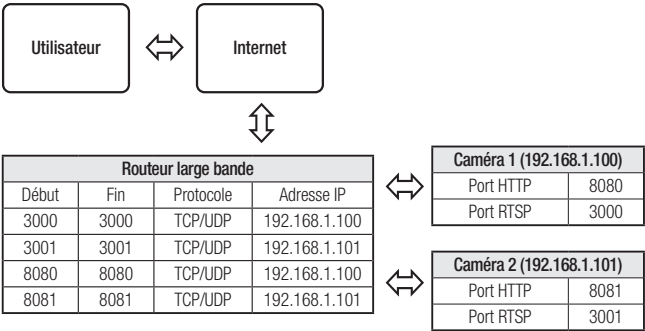 Utilisateur
Internet
Routeur large bande
Début Fin Protocole Adresse IP
3000 3000 TCP/UDP 192.168.1.100
3001 3001 TCP/UDP 192.168.1.101
8080 8080 TCP/UDP 192.168.1.100
8081 8081 TCP/UDP 192.168.1.101
Caméra 1 (192.168.1.100)
Port HTTP 8080
Port RTSP 3000
Caméra 2 (192.168.1.101)
Port HTTP 8081
Port RTSP 3001